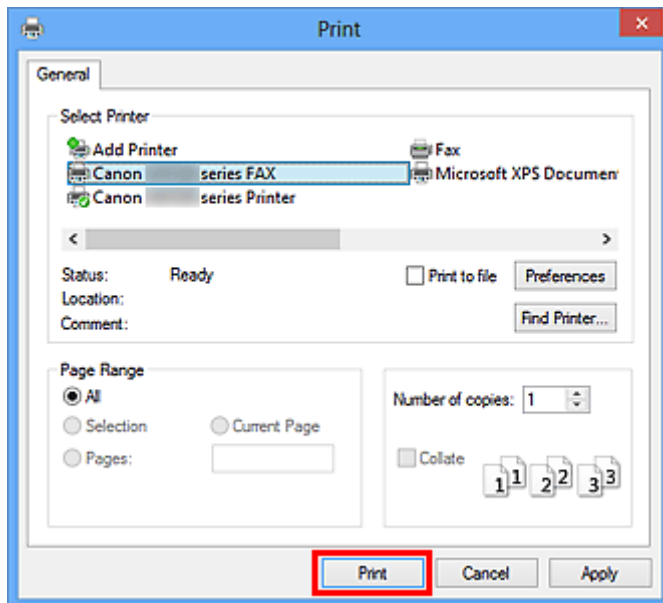 Print
General
Select Printer
Add Printer
Fax
Canon series FAX
Microsoft XPS Documen
Canon series Printer
Status: Ready
Print to file
Preferences
Location:
Comment:
Find Printer...
Page Range
All
Number of copies: 1
Selection
Current Page
Pages:
Collate
1 1 2 2 3 3
Print
Cancel
Apply